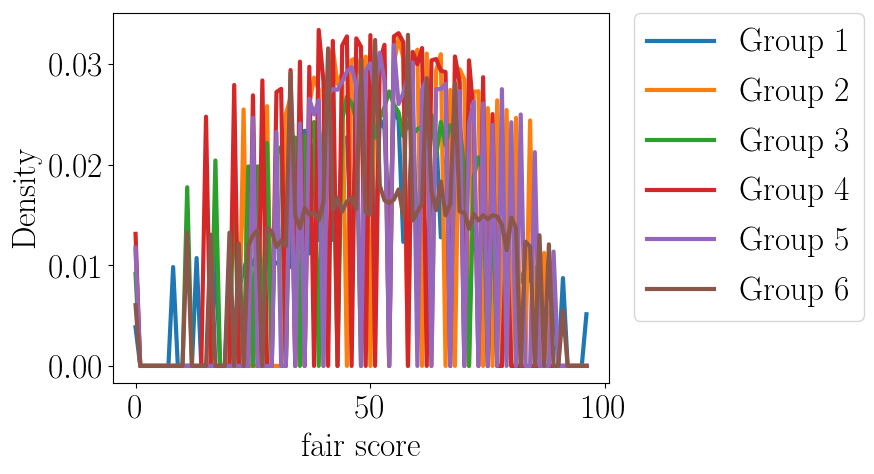 Density
0.03
0.02
0.01
0.00
0
50
100
fair score
Group 1
Group 2
Group 3
Group 4
Group 5
Group 6